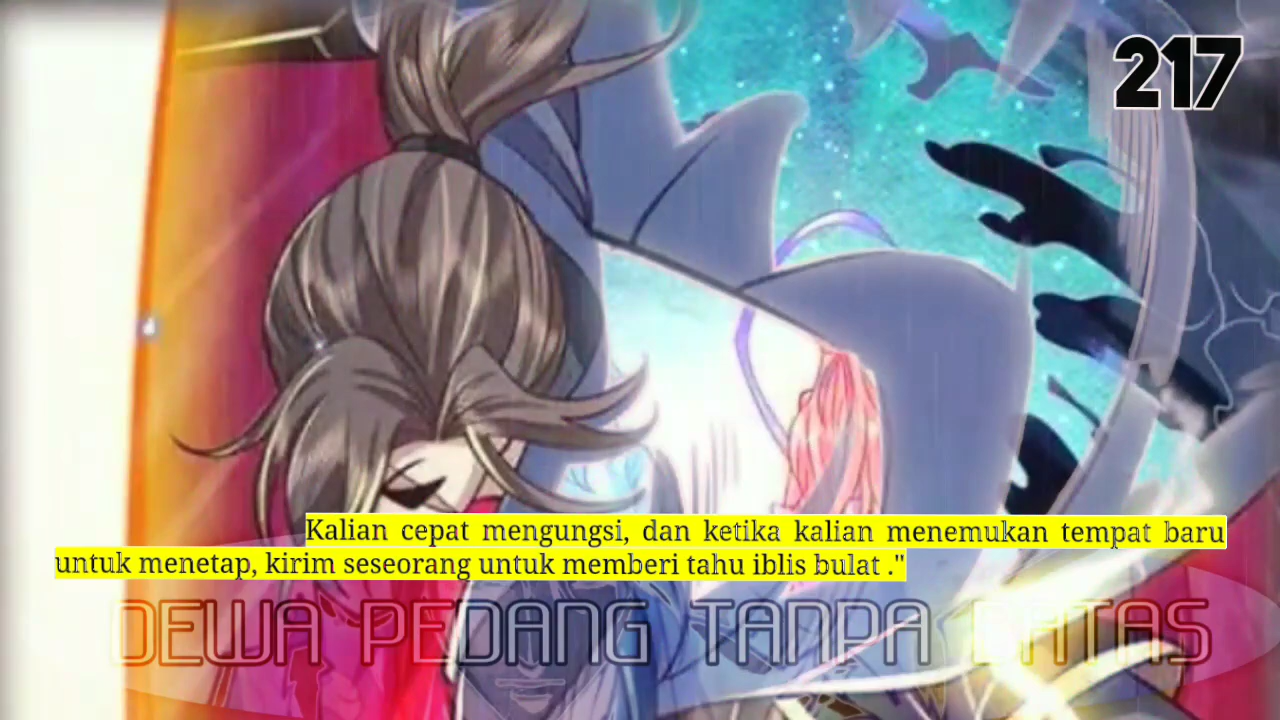 217
Kalian cepat mengungsi, dan ketika kalian menemukan tempat baru
untuk menetap, kirim seseorang untuk memberi tahu iblis bulat ."
DEWA PEDANG TANPA BATAS